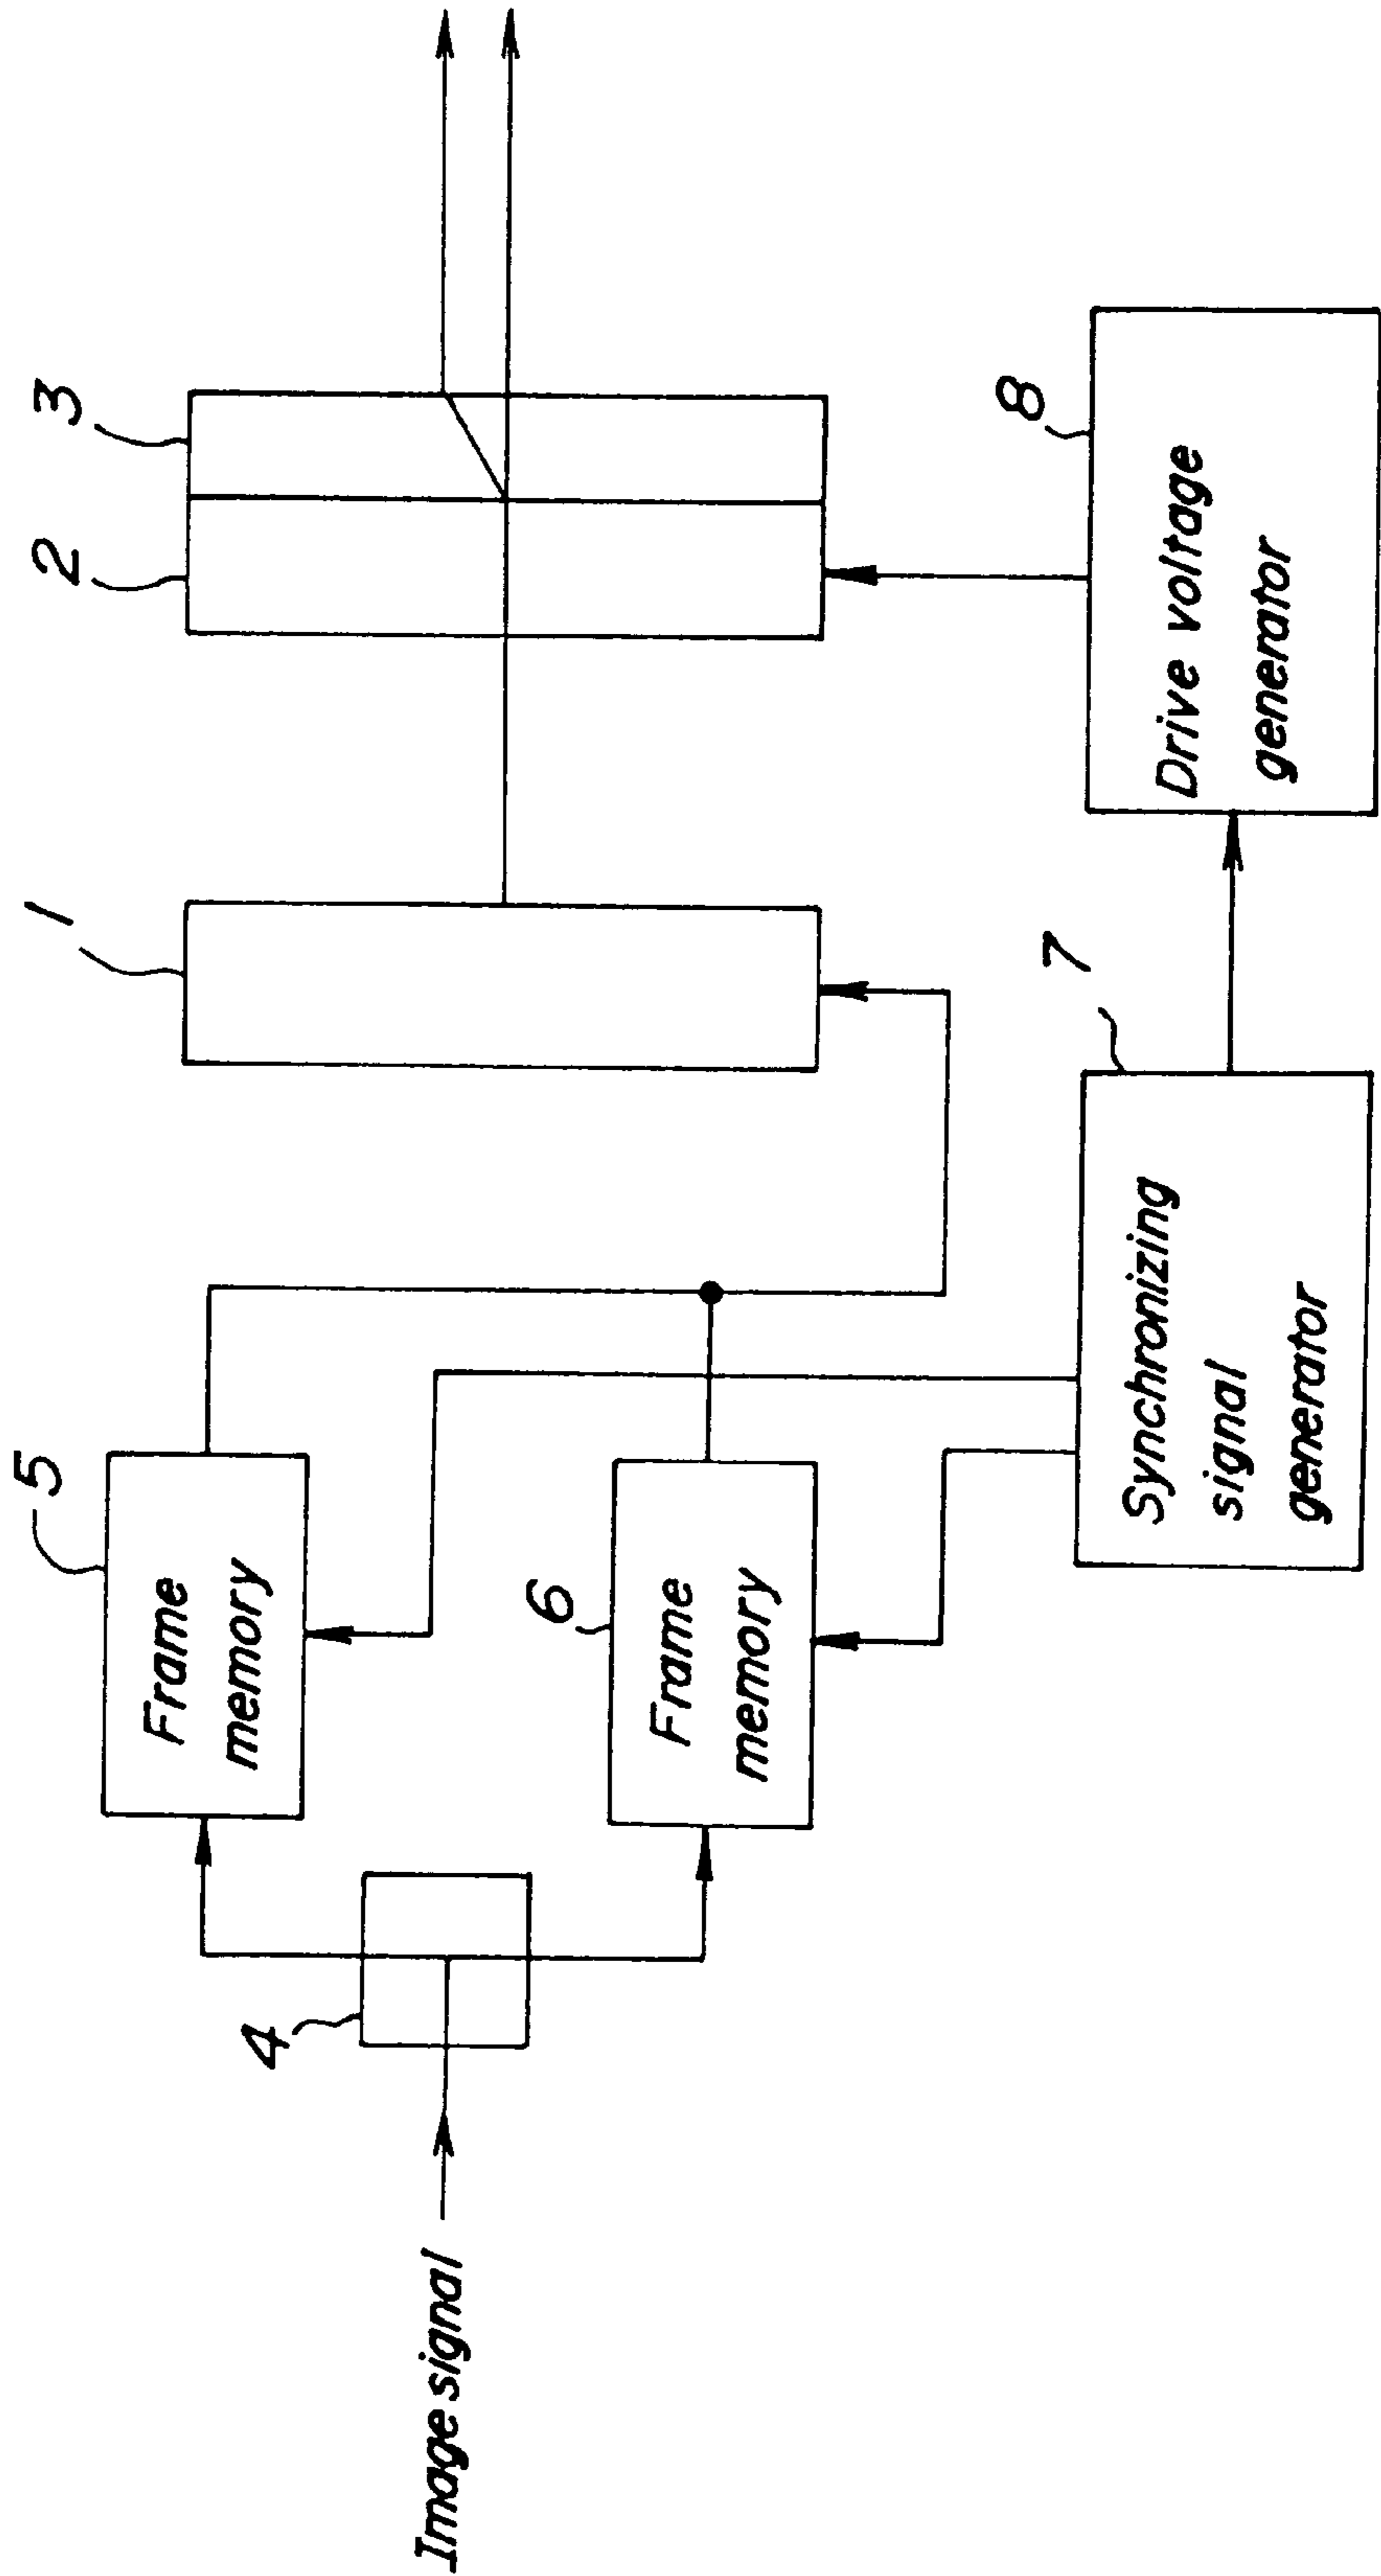 3
2
1
8
Drive voltage
generator
7
5
Frame
memory
6
Frame
memory
Synchronizing
signal
generator
4
Image signal